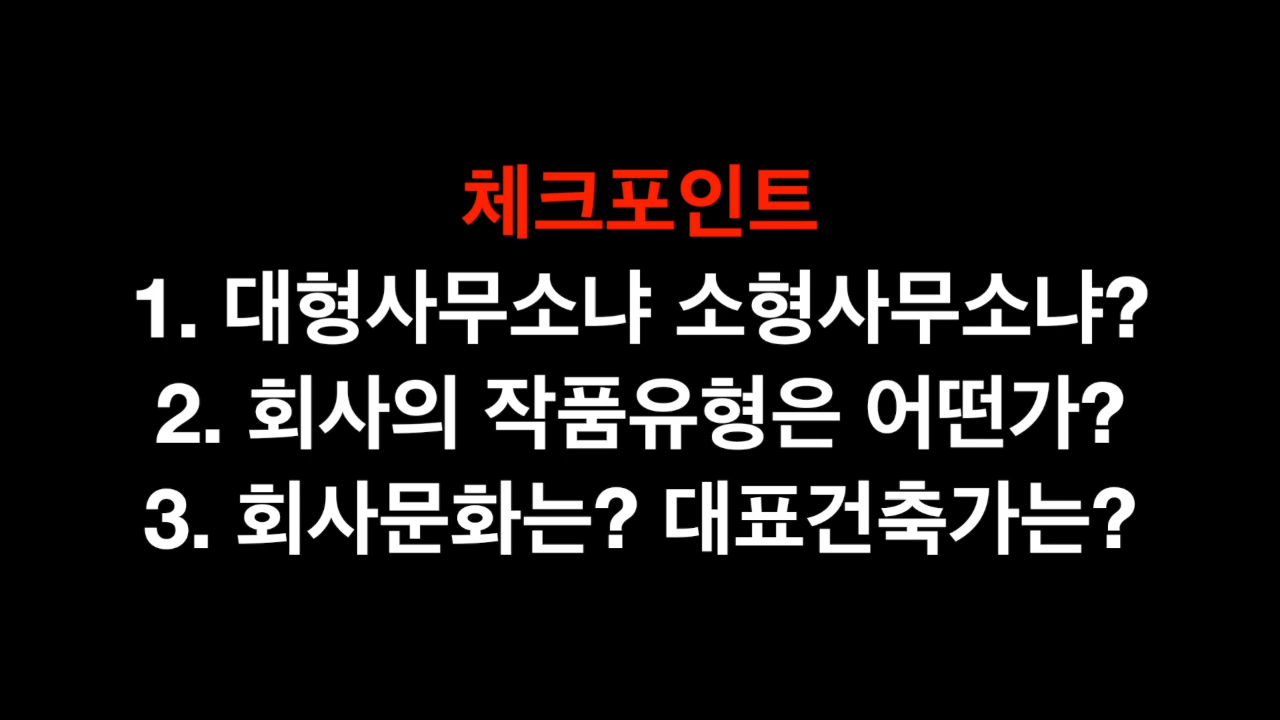 체크포인트
1. 대형사무소냐 소형사무소냐?
2. 회사의 작품유형은 어떤가?
3. 회사문화는? 대표건축가는?